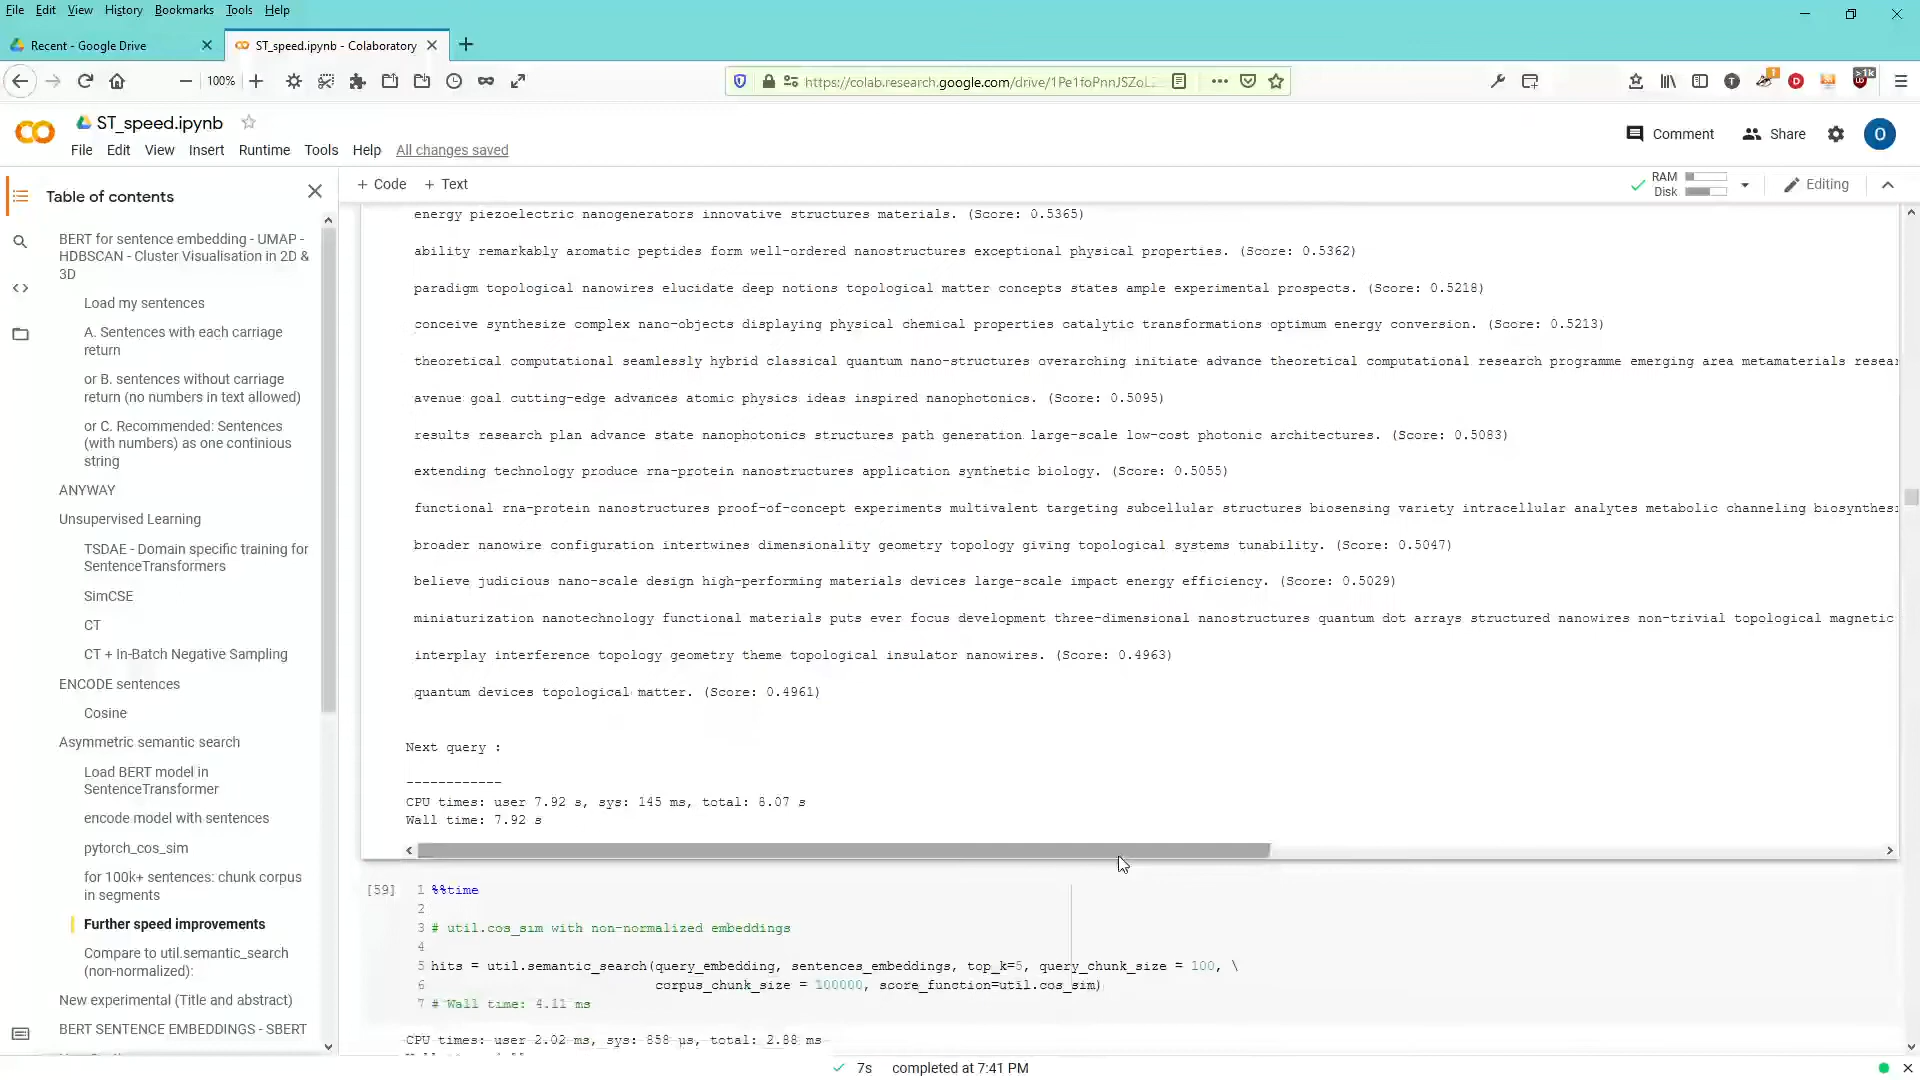 File Edit View History Bookmarks Tools Help
Recent - Google Drive
ST_speed.ipynb - Colaboratory
100%
https://colab.research.google.com/drive/1Pe1foPnnJSZoL
1
>1k
ST_speed.ipynb
File Edit View Insert Runtime Tools Help All changes saved
Comment
Share
O
Table of contents
+ Code + Text
RAM
Disk
Editing
BERT for sentence embedding - UMAP -
HDBSCAN - Cluster Visualisation in 2D &
3D
Load my sentences
A. Sentences with each carriage
return
or B. sentences without carriage
return (no numbers in text allowed)
or C. Recommended: Sentences
(with numbers) as one continious
string
ANYWAY
Unsupervised Learning
TSDAE - Domain specific training for
SentenceTransformers
SimCSE
CT
CT + In-Batch Negative Sampling
ENCODE sentences
Cosine
Asymmetric semantic search
Load BERT model in
SentenceTransformer
encode model with sentences
pytorch_cos_sim
for 100k+ sentences: chunk corpus
in segments
Further speed improvements
Compare to util.semantic_search
(non-normalized):
New experimental (Title and abstract)
BERT SENTENCE EMBEDDINGS - SBERT
energy piezoelectric nanogenerators innovative structures materials. (Score: 0.5365)
ability remarkably aromatic peptides form well-ordered nanostructures exceptional physical properties. (Score: 0.5362)
paradigm topological nanowires elucidate deep notions topological matter concepts states ample experimental prospects. (Score: 0.5218)
conceive synthesize complex nano-objects displaying physical chemical properties catalytic transformations optimum energy conversion. (Score: 0.5213)
theoretical computational seamlessly hybrid classical quantum nano-structures overarching initiate advance theoretical computational research programme emerging area metamaterials resea
avenue goal cutting-edge advances atomic physics ideas inspired nanophotonics. (Score: 0.5095)
results research plan advance state nanophotonics structures path generation large-scale low-cost photonic architectures. (Score: 0.5083)
extending technology produce rna-protein nanostructures application synthetic biology. (Score: 0.5055)
functional rna-protein nanostructures proof-of-concept experiments multivalent targeting subcellular structures biosensing variety intracellular analytes metabolic channeling biosynthes
broader nanowire configuration intertwines dimensionality geometry topology giving topological systems tunability. (Score: 0.5047)
believe judicious nano-scale design high-performing materials devices large-scale impact energy efficiency. (Score: 0.5029)
miniaturization nanotechnology functional materials puts ever focus development three-dimensional nanostructures quantum dot arrays structured nanowires non-trivial topological magnetic
interplay interference topology geometry theme topological insulator nanowires. (Score: 0.4963)
quantum devices topological matter. (Score: 0.4961)
Next query :
------------
CPU times: user 7.92 s, sys: 145 ms, total: 8.07 s
Wall time: 7.92 s
[59] 1 %%time
2
3 # util.cos_sim with non-normalized embeddings
4
5 hits = util.semantic_search(query_embedding, sentences_embeddings, top_k=5, query_chunk_size = 100, \
6 corpus_chunk_size = 100000, score_function=util.cos_sim)
7 # Wall time: 4.11 ms
CPU times: user 2.02 ms, sys: 858 µs, total: 2.88 ms
7s completed at 7:41 PM